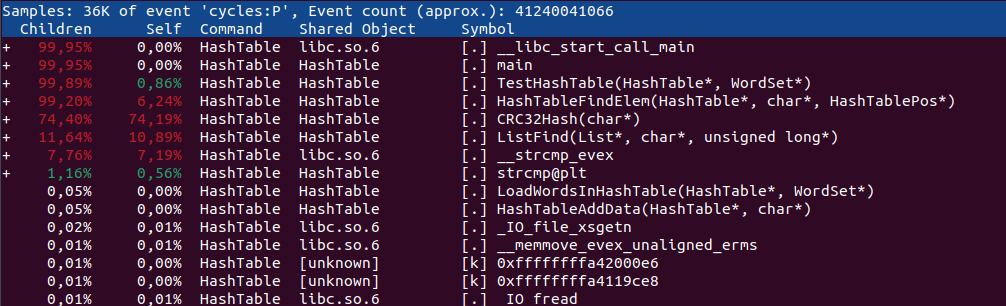 Samples: 36K of event 'cycles:P', Event count (approx.): 41240041066
Children Self Command Shared Object Symbol
+ 99,95% 0,00% HashTable libc.so.6 [.] __libc_start_call_main
+ 99,95% 0,00% HashTable HashTable [.] main
+ 99,89% 0,86% HashTable HashTable [.] TestHashTable(HashTable*, WordSet*)
+ 99,20% 6,24% HashTable HashTable [.] HashTableFindElem(HashTable*, char*, HashTablePos*)
+ 74,40% 74,19% HashTable HashTable [.] CRC32Hash(char*)
+ 11,64% 10,89% HashTable HashTable [.] ListFind(List*, char*, unsigned long*)
+ 7,76% 7,19% HashTable libc.so.6 [.] __strcmp_evex
+ 1,16% 0,56% HashTable HashTable [.] strcmp@plt
0,05% 0,00% HashTable HashTable [.] LoadWordsInHashTable(HashTable*, WordSet*)
0,05% 0,00% HashTable HashTable [.] HashTableAddData(HashTable*, char*)
0,02% 0,01% HashTable libc.so.6 [.] _IO_file_xsgetn
0,01% 0,01% HashTable libc.so.6 [.] __memmove_evex_unaligned_erms
0,01% 0,00% HashTable [unknown] [k] 0xffffffffa42000e6
0,01% 0,00% HashTable [unknown] [k] 0xffffffffa4119ce8
0,01% 0,01% HashTable libc.so.6 [.] _IO_fread